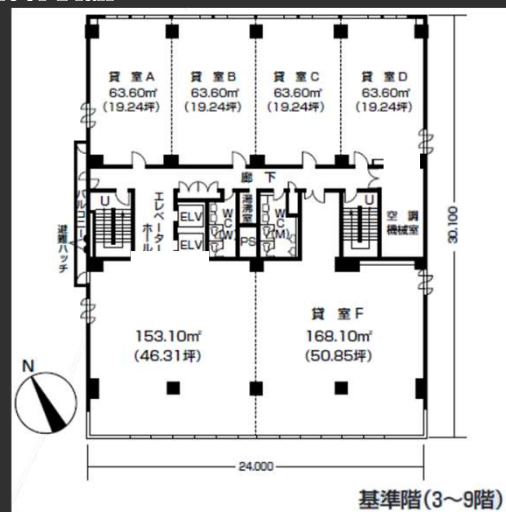 貸 室 A
63.60㎡
(19.24坪)
貸 室 B
63.60㎡
(19.24坪)
貸 室 C
63.60㎡
(19.24坪)
貸 室 D
63.60㎡
(19.24坪)
廊 下
バルコニー
避難ハッチ
U
エレベーターホール
ELV
ELV
WC(W)
湯沸室
PS
WC(M)
U
空 調
機械室
30.100
153.10㎡
(46.31坪)
貸 室 F
168.10㎡
(50.85坪)
N
24.000
基準階(3〜9階)